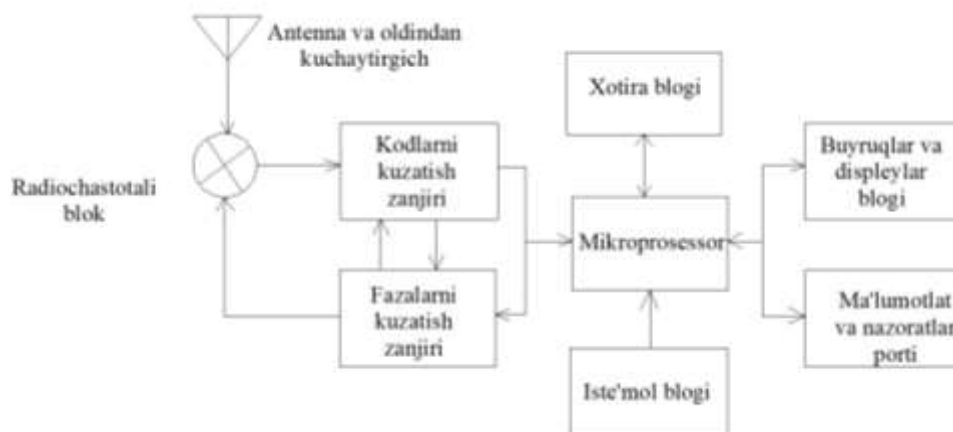 Antenna va oldindan
kuchaytirgich
Xotira blogi
Kodlarni
kuzatish
zanjiri
Buyruqlar va
displeylar
blogi
Radiochastotali
blok
Mikroprosessor
Fazalarni
kuzatish
zanjiri
Ma'lumotlat
va nazoratlar
porti
Iste'mol blogi